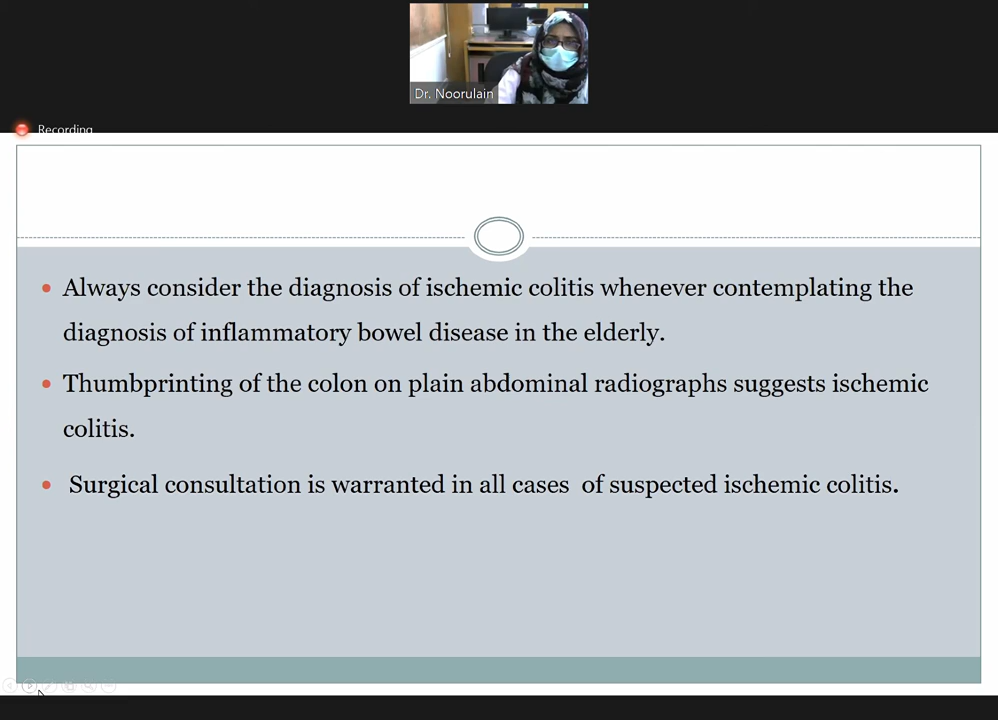 Dr. Noorulain
Recording
• Always consider the diagnosis of ischemic colitis whenever contemplating the
diagnosis of inflammatory bowel disease in the elderly.
• Thumbprinting of the colon on plain abdominal radiographs suggests ischemic
colitis.
• Surgical consultation is warranted in all cases of suspected ischemic colitis.